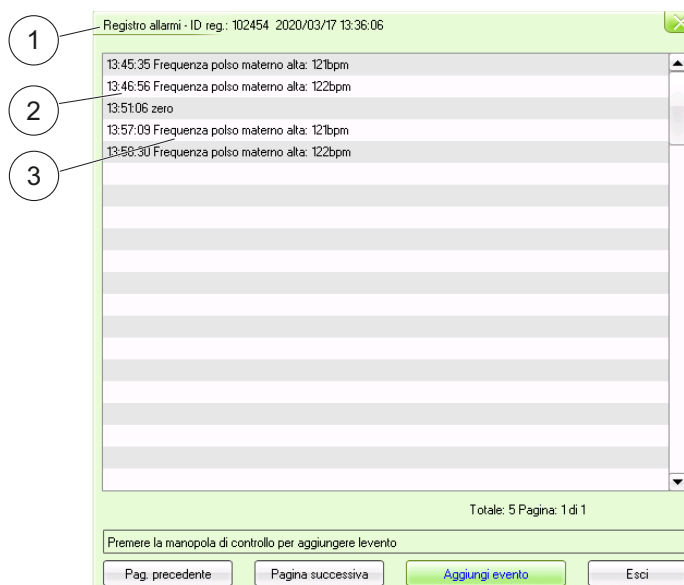 Registro allarmi - ID reg.: 102454 2020/03/17 13:36:06
1
13:45:35 Frequenza polso materno alta: 121bpm
13:46:56 Frequenza polso materno alta: 122bpm
2
13:51:06 zero
13:57:09 Frequenza polso materno alta: 121bpm
13:58:30 Frequenza polso materno alta: 122bpm
3
Totale: 5 Pagina: 1 di 1
Premere la manopola di controllo per aggiungere levento
Pag. precedente Pagina successiva Aggiungi evento Esci